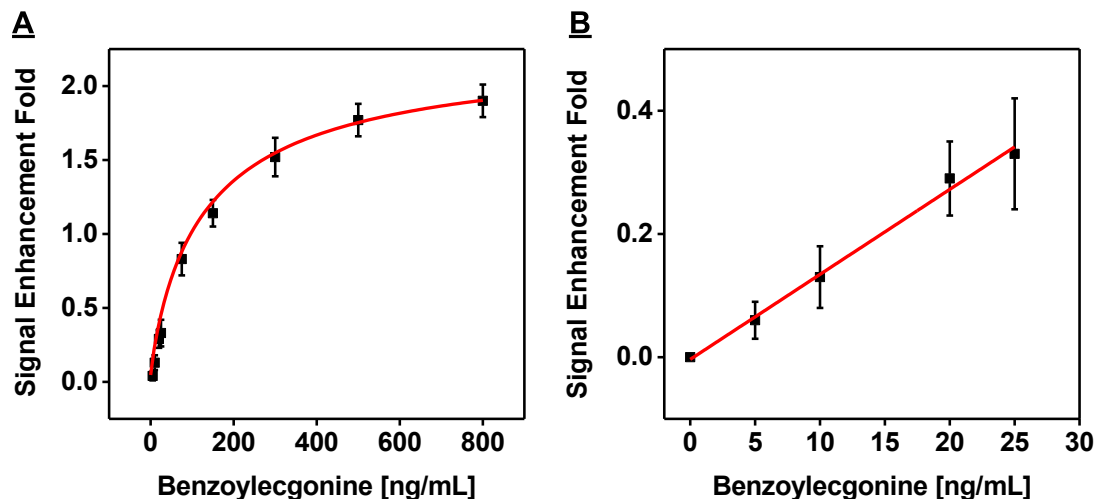 A
Signal Enhancement Fold
2.0
1.5
1.0
0.5
0.0
0 200 400 600 800
Benzoylecgonine [ng/mL]
B
Signal Enhancement Fold
0.4
0.2
0.0
0 5 10 15 20 25 30
Benzoylecgonine [ng/mL]